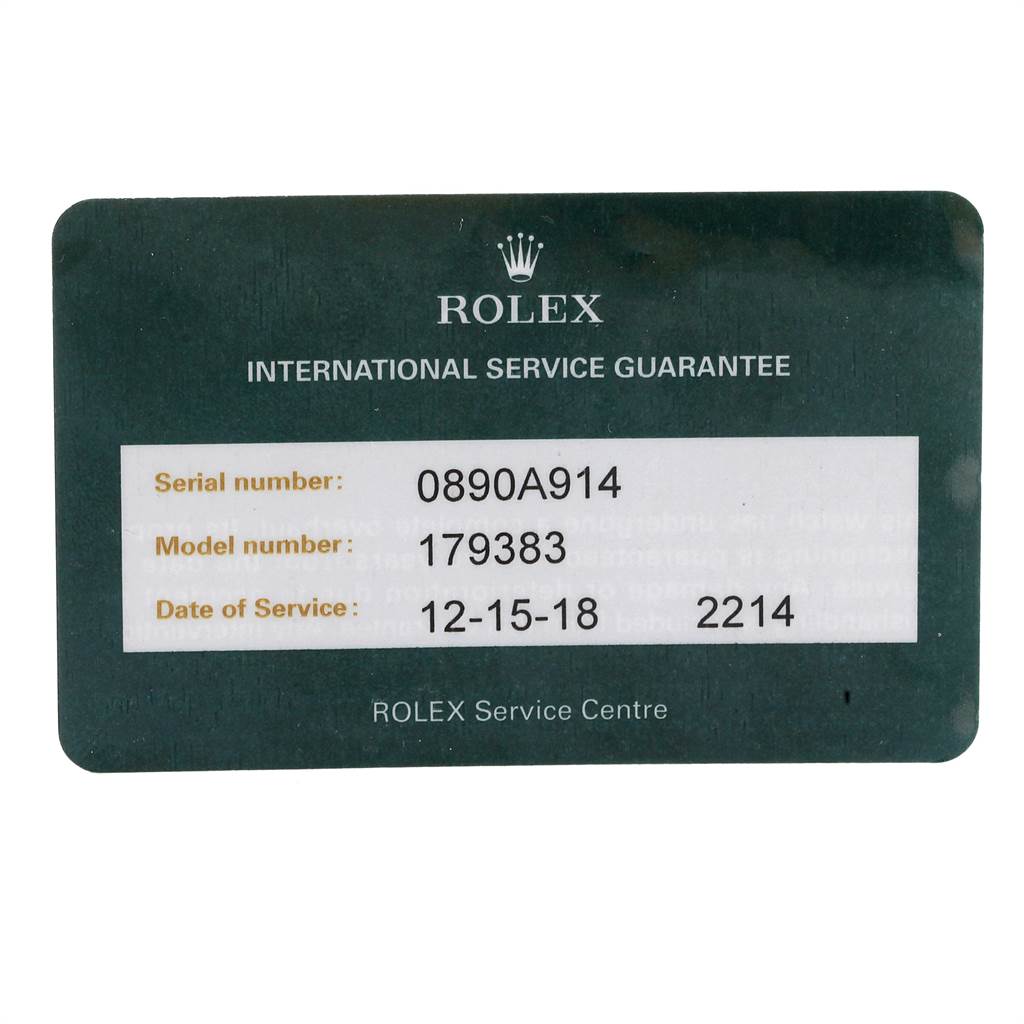 ROLEX
INTERNATIONAL SERVICE GUARANTEE
Serial number: 0890A914
Model number: 179383
Date of Service: 12-15-18 2214
ROLEX Service Centre